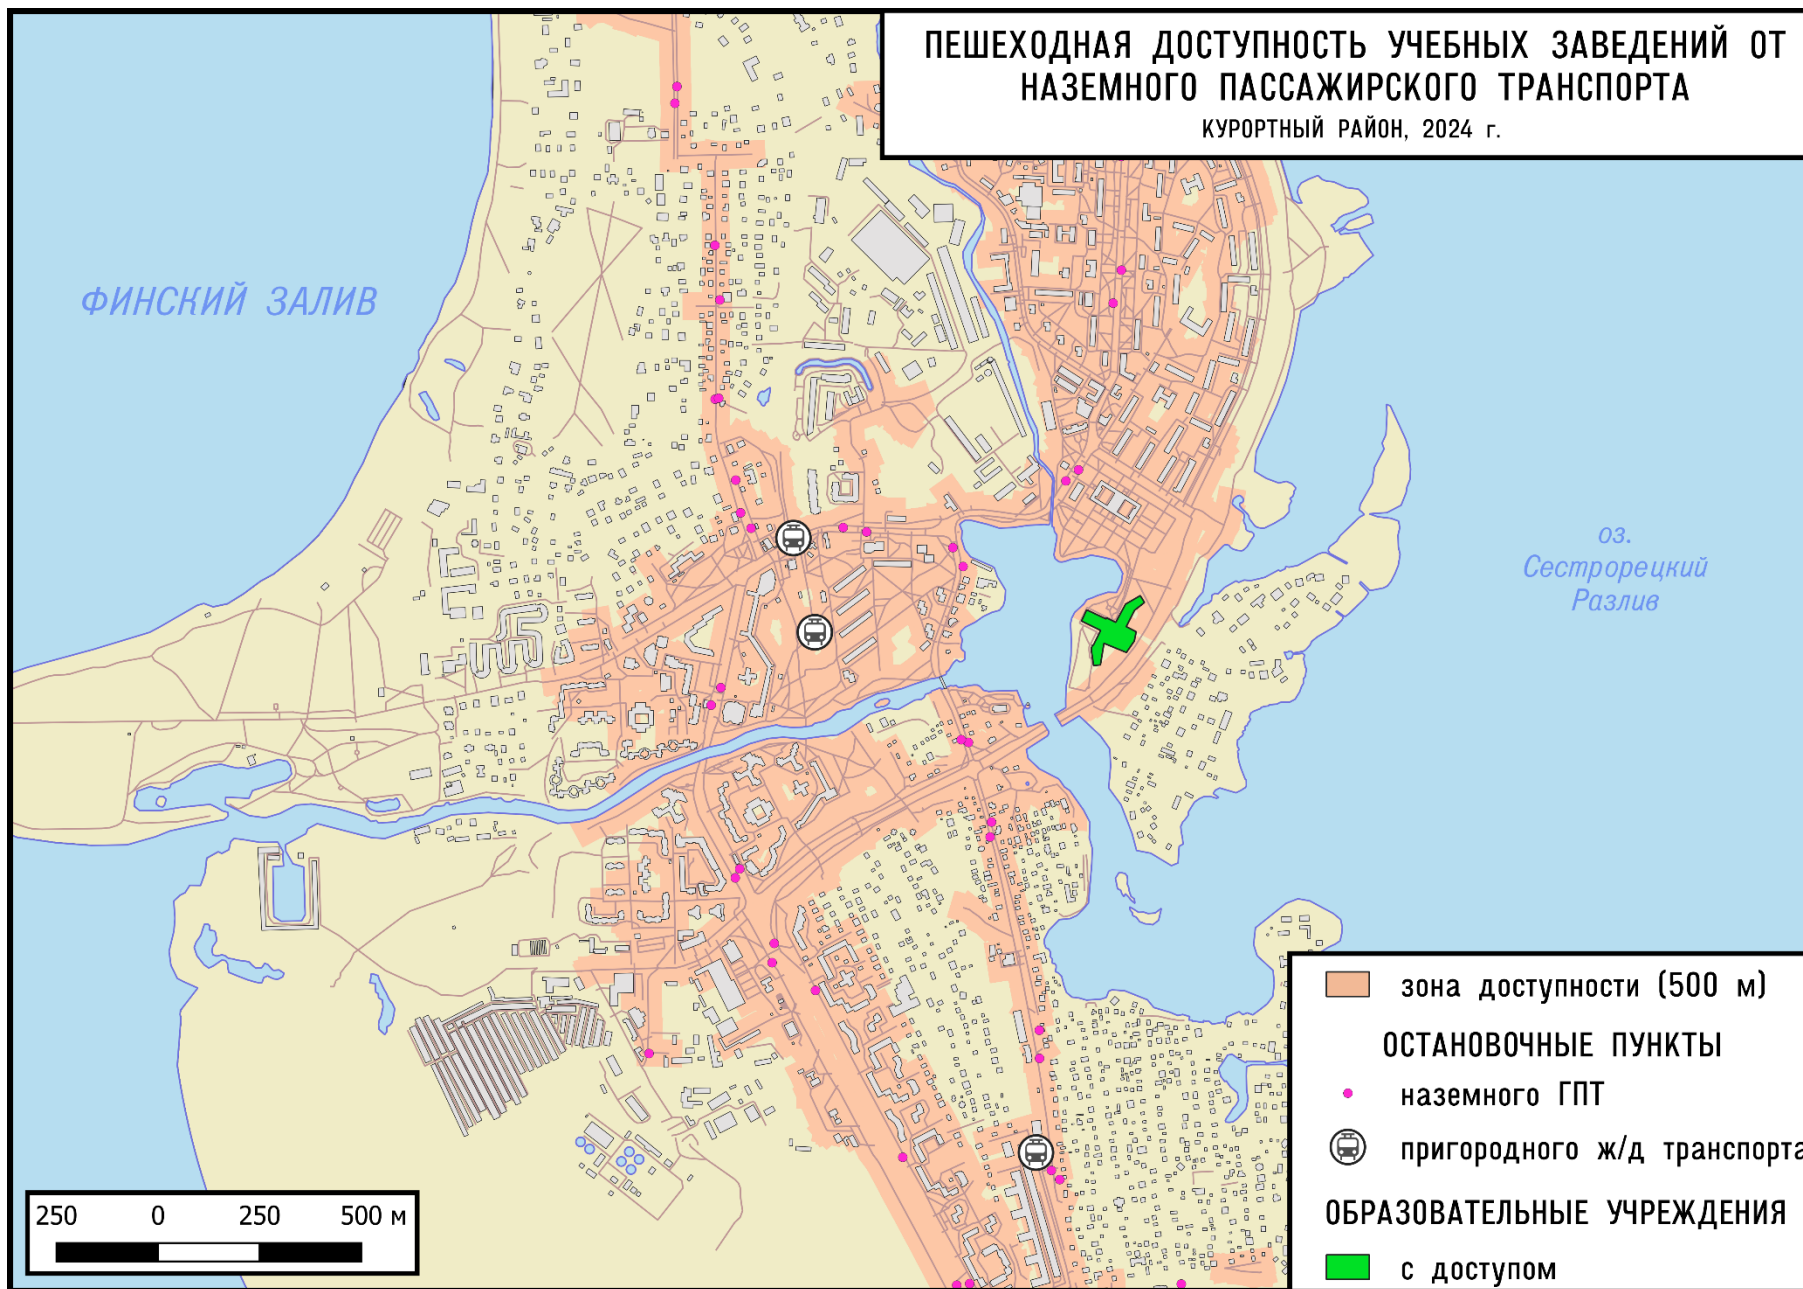 ПЕШЕХОДНАЯ ДОСТУПНОСТЬ УЧЕБНЫХ ЗАВЕДЕНИЙ ОТ
НАЗЕМНОГО ПАССАЖИРСКОГО ТРАНСПОРТА
КУРОРТНЫЙ РАЙОН, 2024 г.
ФИНСКИЙ ЗАЛИВ
оз.
Сестрорецкий
Разлив
зона доступности (500 м)
ОСТАНОВОЧНЫЕ ПУНКТЫ
наземного ГПТ
пригородного ж/д транспорта
ОБРАЗОВАТЕЛЬНЫЕ УЧРЕЖДЕНИЯ
с доступом
250 0 250 500 м